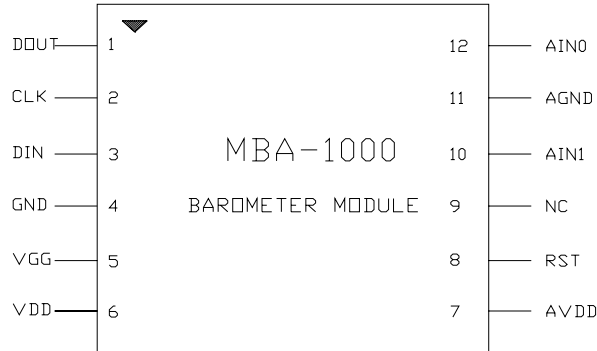 DOUT 1 12 AIN0
CLK 2 11 AGND
DIN 3 MBA-1000 10 AIN1
GND 4 BAROMETER MODULE 9 NC
VGG 5 8 RST
VDD 6 7 AVDD